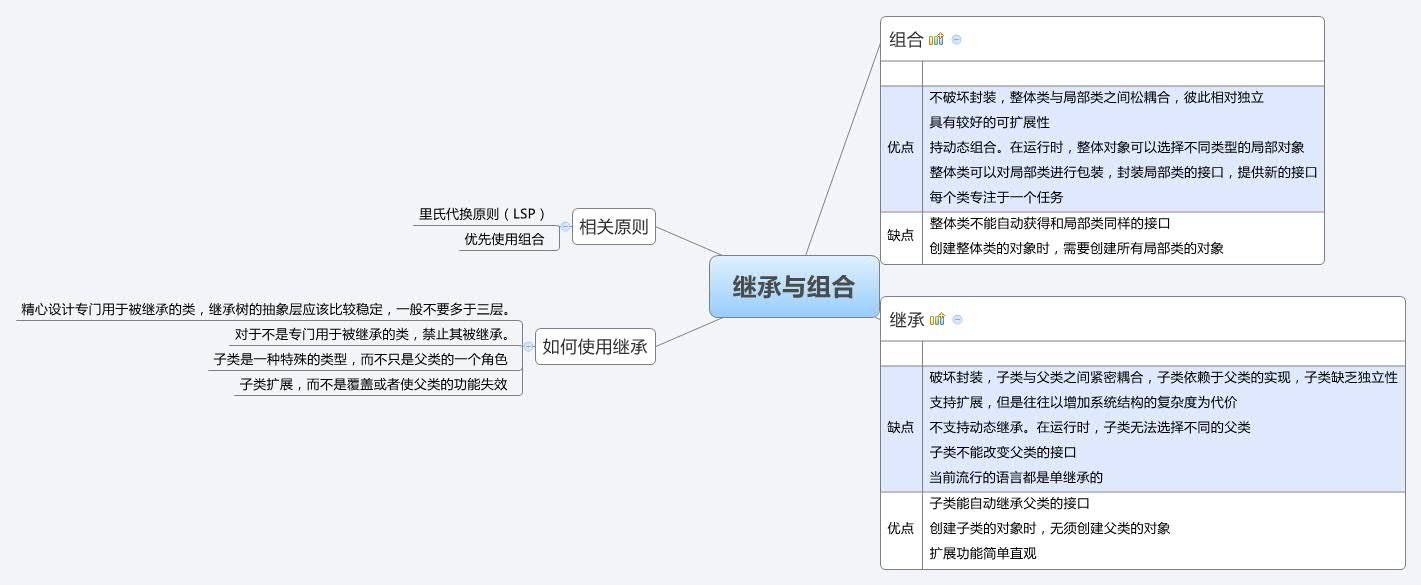 继承与组合
组合
优点
不破坏封装，整体类与局部类之间松耦合，彼此相对独立
具有较好的可扩展性
持动态组合。在运行时，整体对象可以选择不同类型的局部对象
整体类可以对局部类进行包装，封装局部类的接口，提供新的接口
每个类专注于一个任务
缺点
整体类不能自动获得和局部类同样的接口
创建整体类的对象时，需要创建所有局部类的对象
继承
缺点
破坏封装，子类与父类之间紧密耦合，子类依赖于父类的实现，子类缺乏独立性
支持扩展，但是往往以增加系统结构的复杂度为代价
不支持动态继承。在运行时，子类无法选择不同的父类
子类不能改变父类的接口
当前流行的语言都是单继承的
优点
子类能自动继承父类的接口
创建子类的对象时，无须创建父类的对象
扩展功能简单直观
相关原则
里氏代换原则（LSP）
优先使用组合
如何使用继承
精心设计专门用于被继承的类，继承树的抽象层应该比较稳定，一般不要多于三层。
对于不是专门用于被继承的类，禁止其被继承。
子类是一种特殊的类型，而不只是父类的一个角色
子类扩展，而不是覆盖或者使父类的功能失效